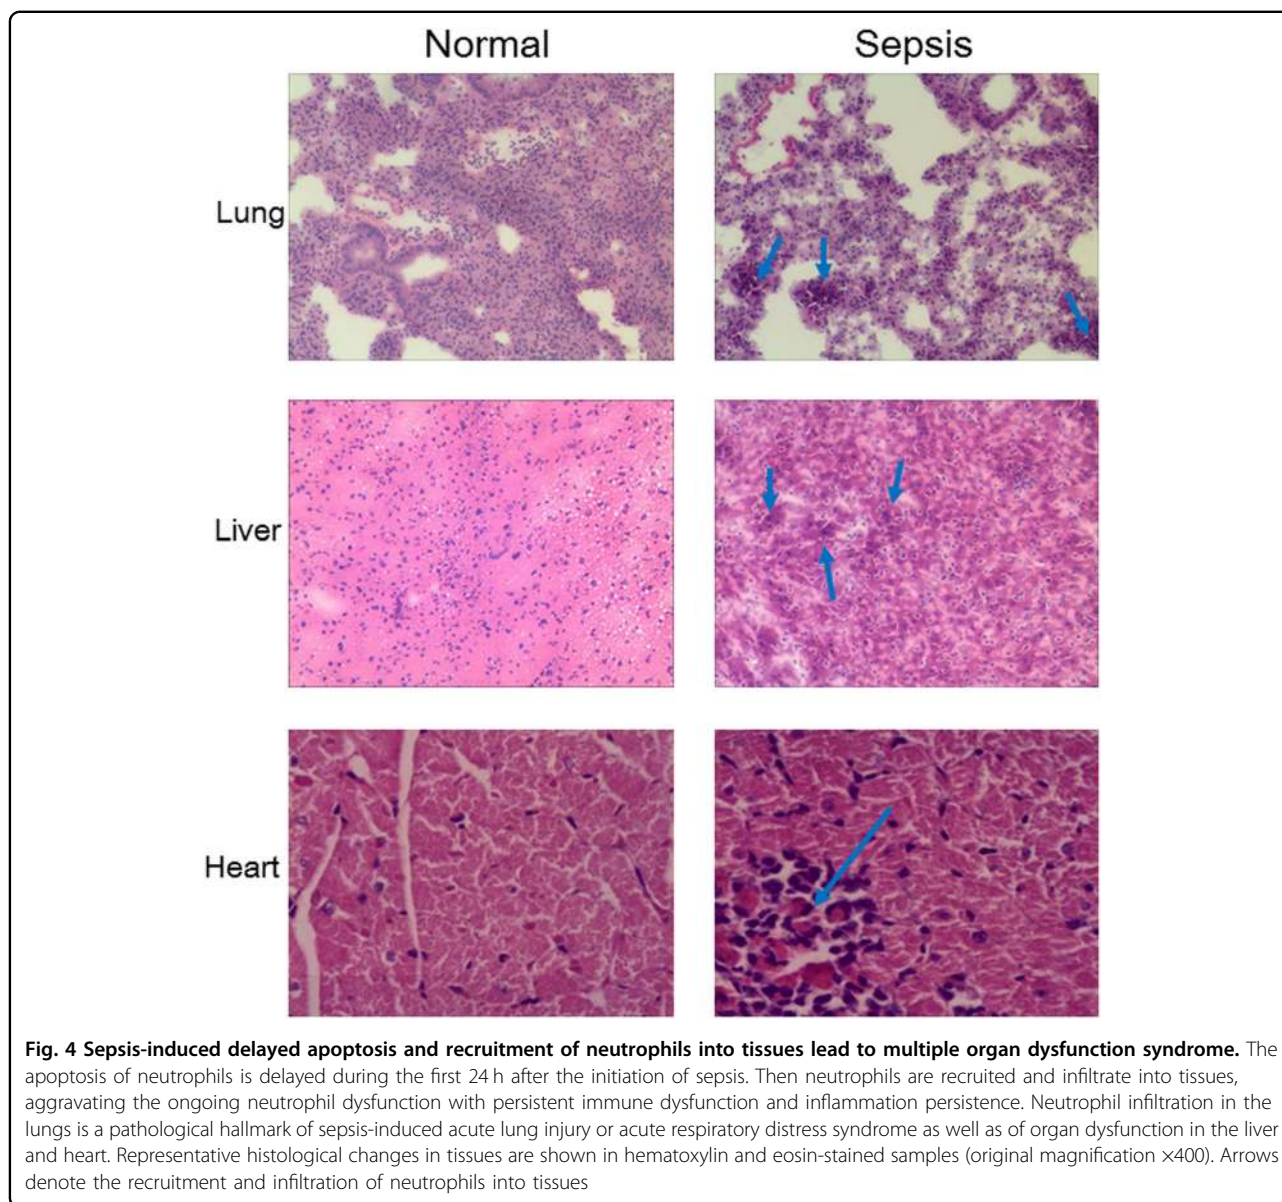 Normal
Sepsis
Lung
Liver
Heart
Fig. 4 Sepsis-induced delayed apoptosis and recruitment of neutrophils into tissues lead to multiple organ dysfunction syndrome. The
apoptosis of neutrophils is delayed during the first 24 h after the initiation of sepsis. Then neutrophils are recruited and infiltrate into tissues,
aggravating the ongoing neutrophil dysfunction with persistent immune dysfunction and inflammation persistence. Neutrophil infiltration in the
lungs is a pathological hallmark of sepsis-induced acute lung injury or acute respiratory distress syndrome as well as of organ dysfunction in the liver
and heart. Representative histological changes in tissues are shown in hematoxylin and eosin-stained samples (original magnification ×400). Arrows
denote the recruitment and infiltration of neutrophils into tissues